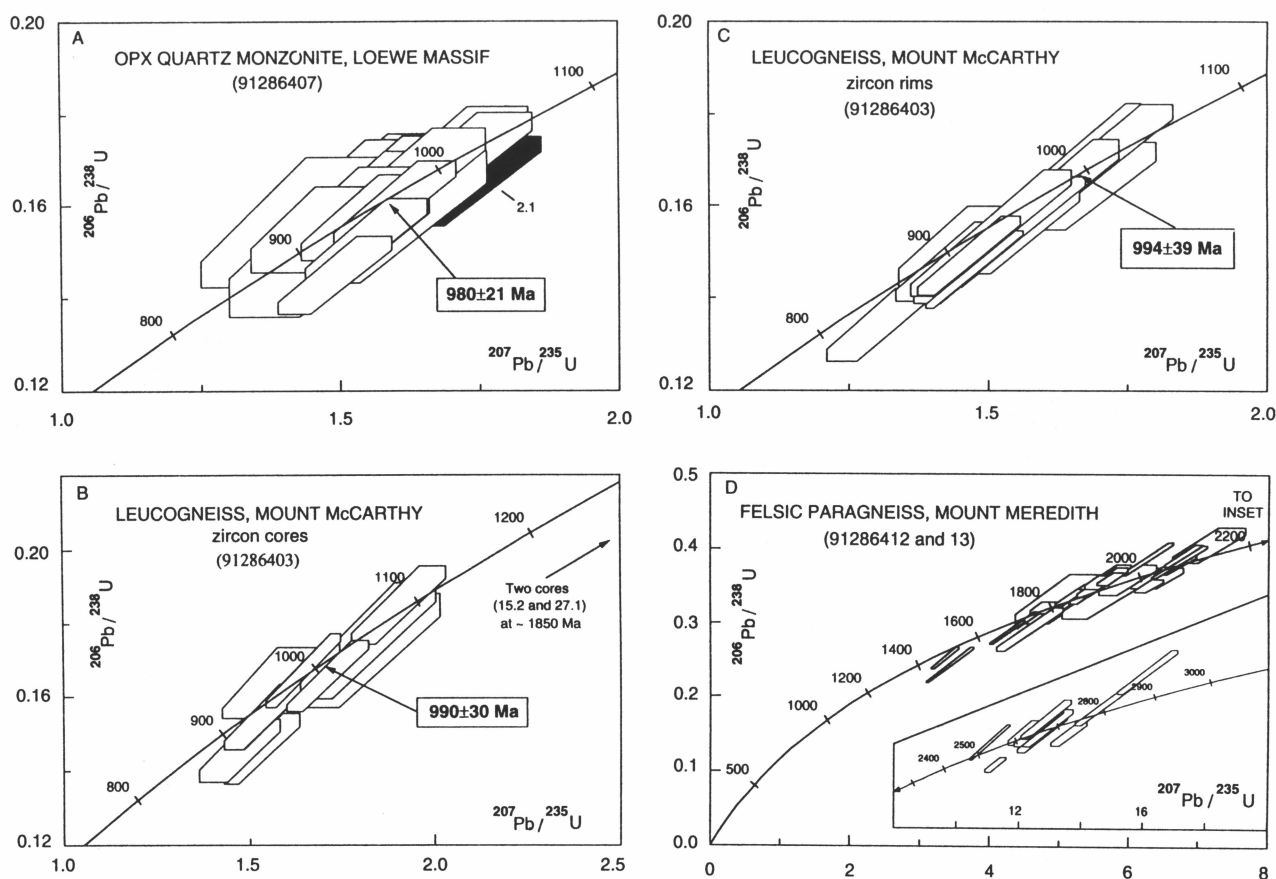 A
OPX QUARTZ MONZONITE, LOEWE MASSIF
(91286407)
0.20
0.16
0.12
206Pb/238U
800
900
1000
1100
2.1
980±21 Ma
207Pb/235U
1.0
1.5
2.0
C
LEUCOGNEISS, MOUNT McCARTHY
zircon rims
(91286403)
0.20
0.16
0.12
206Pb/238U
800
900
1000
1100
994±39 Ma
207Pb/235U
1.0
1.5
2.0
B
LEUCOGNEISS, MOUNT McCARTHY
zircon cores
(91286403)
0.20
0.16
0.12
206Pb/238U
800
900
1000
1100
1200
Two cores
(15.2 and 27.1)
at ~ 1850 Ma
990±30 Ma
207Pb/235U
1.0
1.5
2.0
2.5
D
FELSIC PARAGNEISS, MOUNT MEREDITH
(91286412 and 13)
TO
INSET
0.5
0.4
0.3
0.2
0.1
0.0
206Pb/238U
500
1000
1200
1400
1600
1800
2000
2200
2400
2500
2800
2900
3000
12
16
207Pb/235U
0
2
4
6
8